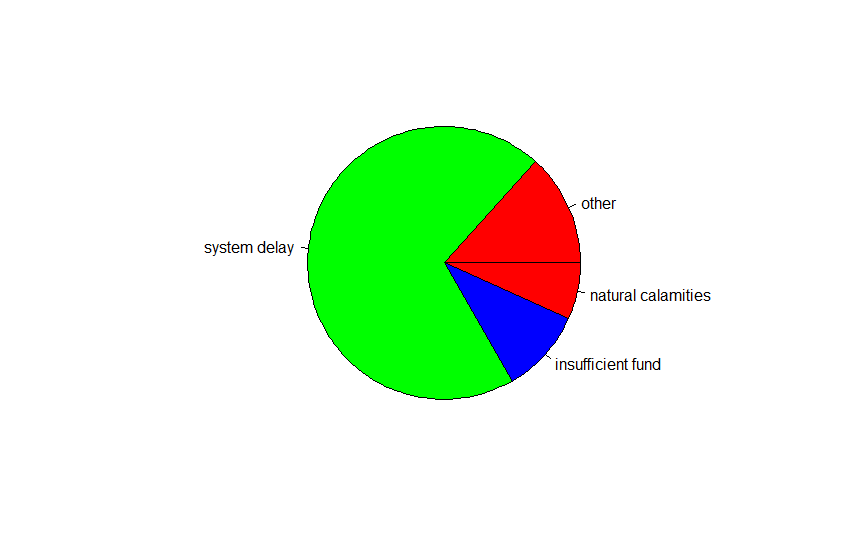 other
system delay
natural calamities
insufficient fund